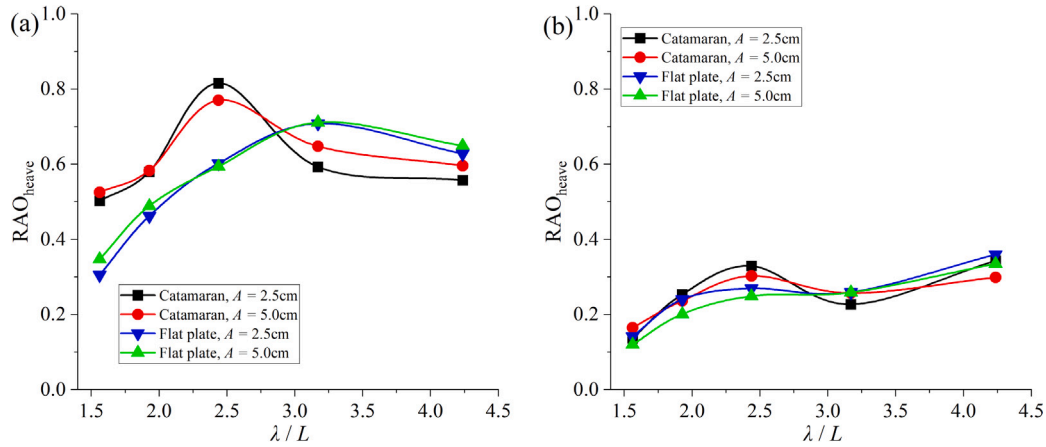 (a)
1.0
0.8
0.6
0.4
0.2
0.0
RAOheave
Catamaran, A = 2.5cm
Catamaran, A = 5.0cm
Flat plate, A = 2.5cm
Flat plate, A = 5.0cm
1.5 2.0 2.5 3.0 3.5 4.0 4.5
λ / L
(b)
1.0
0.8
0.6
0.4
0.2
0.0
RAOheave
Catamaran, A = 2.5cm
Catamaran, A = 5.0cm
Flat plate, A = 2.5cm
Flat plate, A = 5.0cm
1.5 2.0 2.5 3.0 3.5 4.0 4.5
λ / L